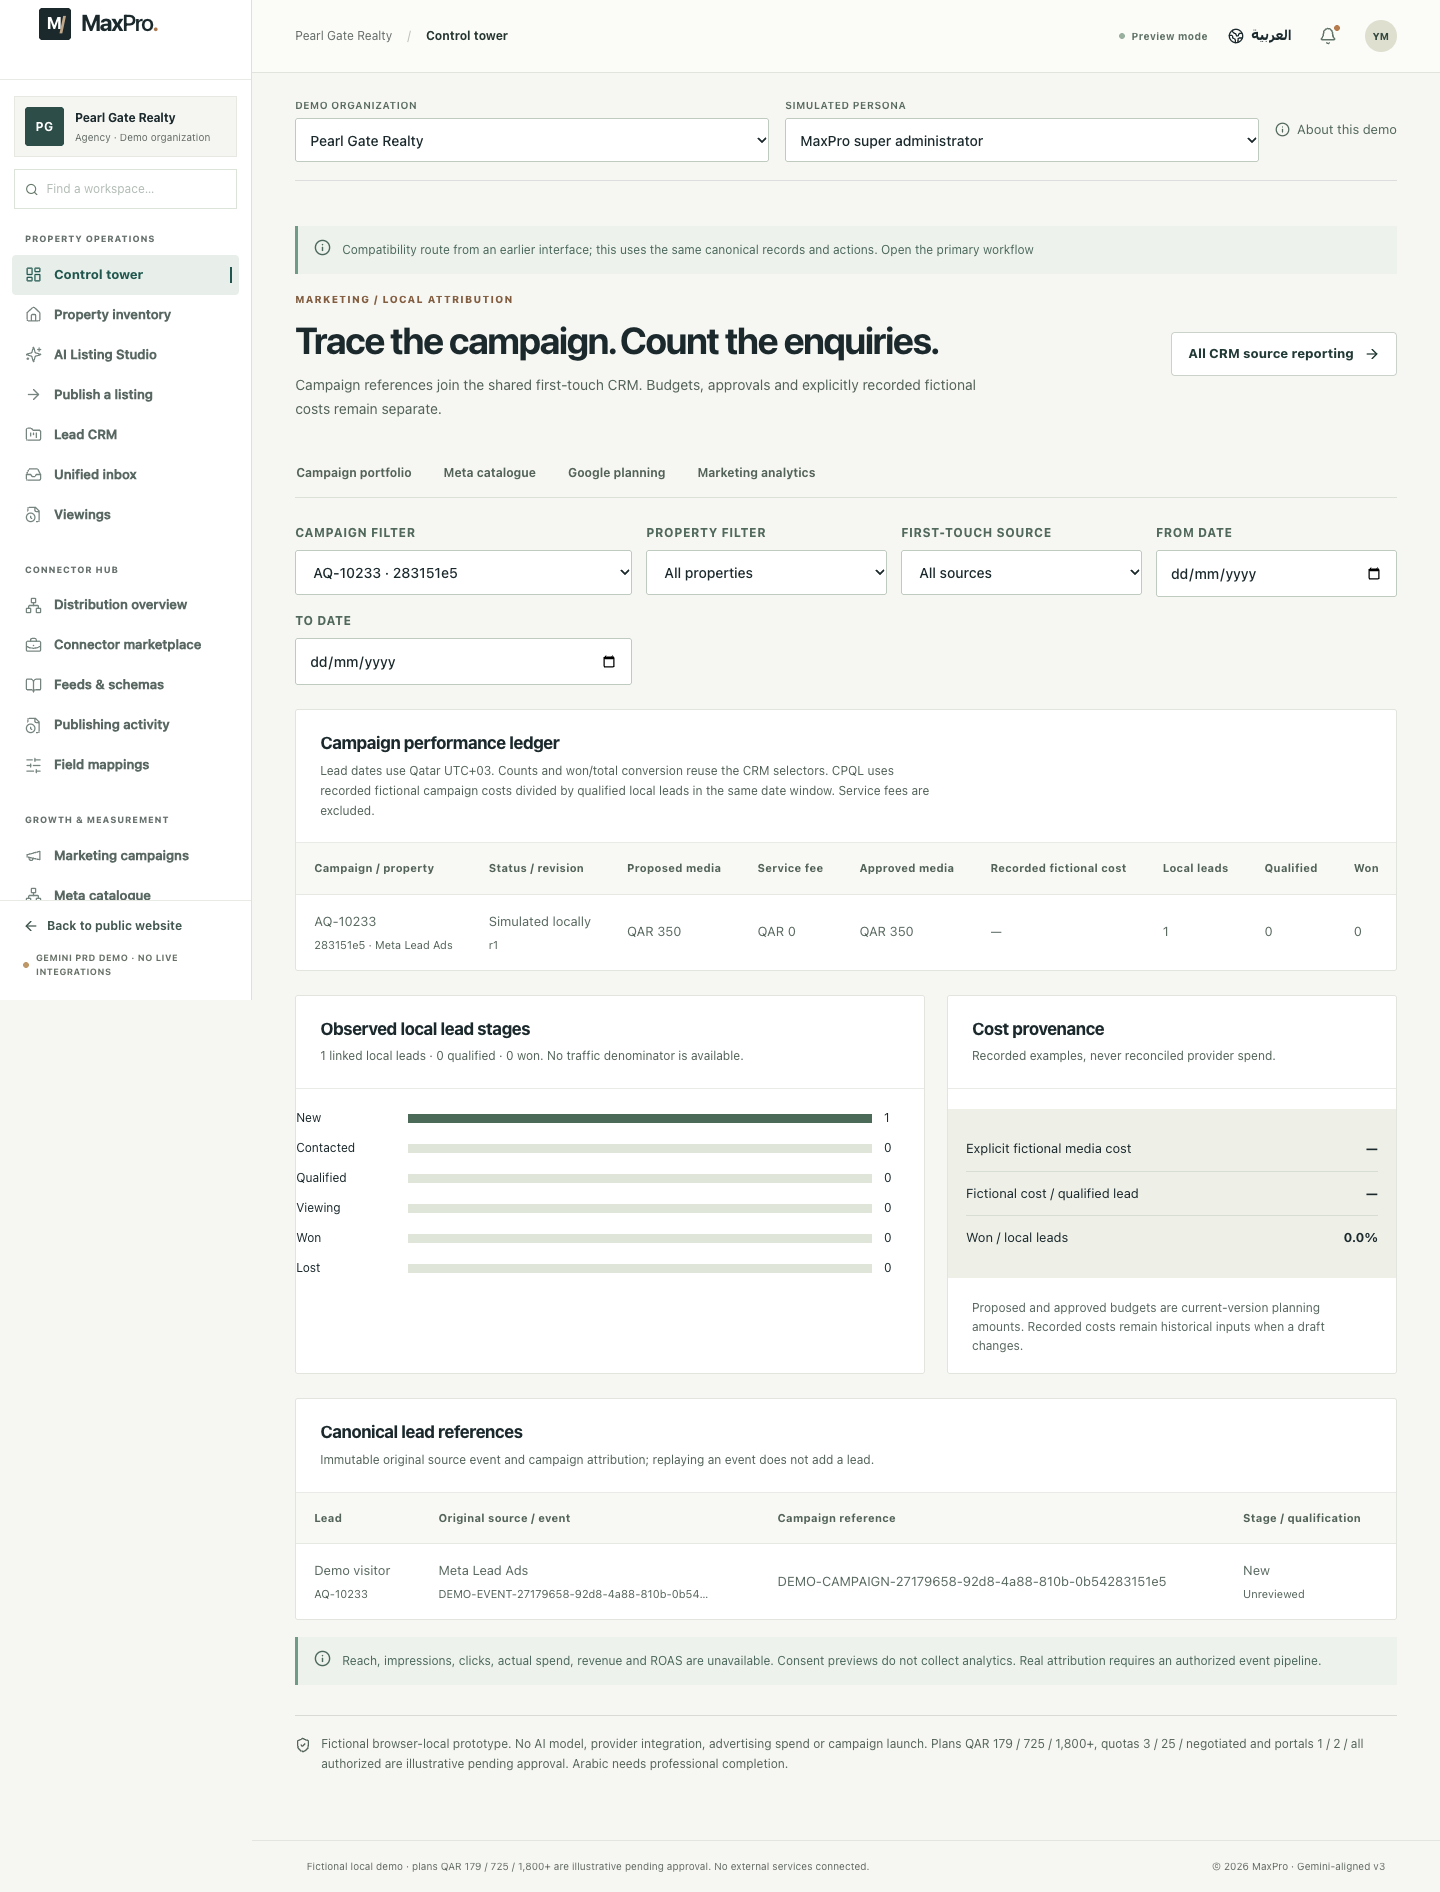 M/ MaxPro.
PG
Pearl Gate Realty
Agency · Demo organization
Find a workspace...
PROPERTY OPERATIONS
Control tower
Property inventory
AI Listing Studio
Publish a listing
Lead CRM
Unified inbox
Viewings
CONNECTOR HUB
Distribution overview
Connector marketplace
Feeds & schemas
Publishing activity
Field mappings
GROWTH & MEASUREMENT
Marketing campaigns
Meta catalogue
Back to public website
GEMINI PRD DEMO · NO LIVE
INTEGRATIONS
Pearl Gate Realty / Control tower
Preview mode
العربية
YM
DEMO ORGANIZATION
Pearl Gate Realty
SIMULATED PERSONA
MaxPro super administrator
About this demo
Compatibility route from an earlier interface; this uses the same canonical records and actions. Open the primary workflow
MARKETING / LOCAL ATTRIBUTION
Trace the campaign. Count the enquiries.
Campaign references join the shared first-touch CRM. Budgets, approvals and explicitly recorded fictional
costs remain separate.
All CRM source reporting
Campaign portfolio Meta catalogue Google planning Marketing analytics
CAMPAIGN FILTER
AQ-10233 · 283151e5
PROPERTY FILTER
All properties
FIRST-TOUCH SOURCE
All sources
FROM DATE
dd/mm/yyyy
TO DATE
dd/mm/yyyy
Campaign performance ledger
Lead dates use Qatar UTC+03. Counts and won/total conversion reuse the CRM selectors. CPQL uses
recorded fictional campaign costs divided by qualified local leads in the same date window. Service fees are
excluded.
Campaign / property Status / revision Proposed media Service fee Approved media Recorded fictional cost Local leads Qualified Won
AQ-10233 Simulated locally QAR 350 QAR 0 QAR 350 — 1 0 0
283151e5 · Meta Lead Ads r1
Observed local lead stages
1 linked local leads · 0 qualified · 0 won. No traffic denominator is available.
New 1
Contacted 0
Qualified 0
Viewing 0
Won 0
Lost 0
Cost provenance
Recorded examples, never reconciled provider spend.
Explicit fictional media cost —
Fictional cost / qualified lead —
Won / local leads 0.0%
Proposed and approved budgets are current-version planning
amounts. Recorded costs remain historical inputs when a draft
changes.
Canonical lead references
Immutable original source event and campaign attribution; replaying an event does not add a lead.
Lead Original source / event Campaign reference Stage / qualification
Demo visitor Meta Lead Ads DEMO-CAMPAIGN-27179658-92d8-4a88-810b-0b54283151e5 New
AQ-10233 DEMO-EVENT-27179658-92d8-4a88-810b-0b54... Unreviewed
Reach, impressions, clicks, actual spend, revenue and ROAS are unavailable. Consent previews do not collect analytics. Real attribution requires an authorized event pipeline.
Fictional browser-local prototype. No AI model, provider integration, advertising spend or campaign launch. Plans QAR 179 / 725 / 1,800+, quotas 3 / 25 / negotiated and portals 1 / 2 / all
authorized are illustrative pending approval. Arabic needs professional completion.
Fictional local demo · plans QAR 179 / 725 / 1,800+ are illustrative pending approval. No external services connected.
© 2026 MaxPro · Gemini-aligned v3